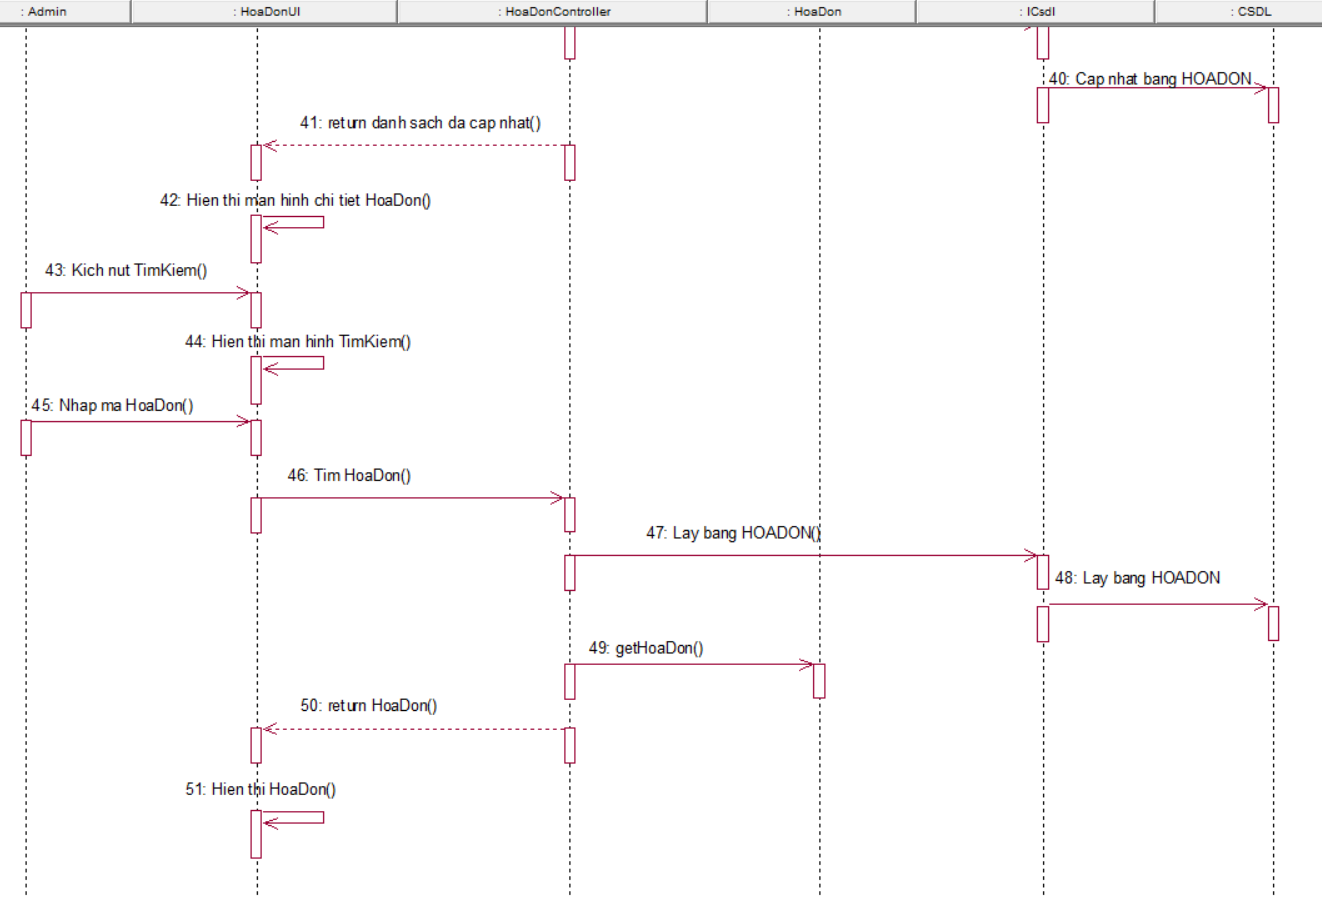 : Admin
: HoaDonUI
: HoaDonController
: HoaDon
: ICsdl
: CSDL
40: Cap nhat bang HOADON
41: return danh sach da cap nhat()
42: Hien thi man hinh chi tiet HoaDon()
43: Kich nut TimKiem()
44: Hien thi man hinh TimKiem()
45: Nhap ma HoaDon()
46: Tim HoaDon()
47: Lay bang HOADON()
48: Lay bang HOADON
49: getHoaDon()
50: return HoaDon()
51: Hien thi HoaDon()